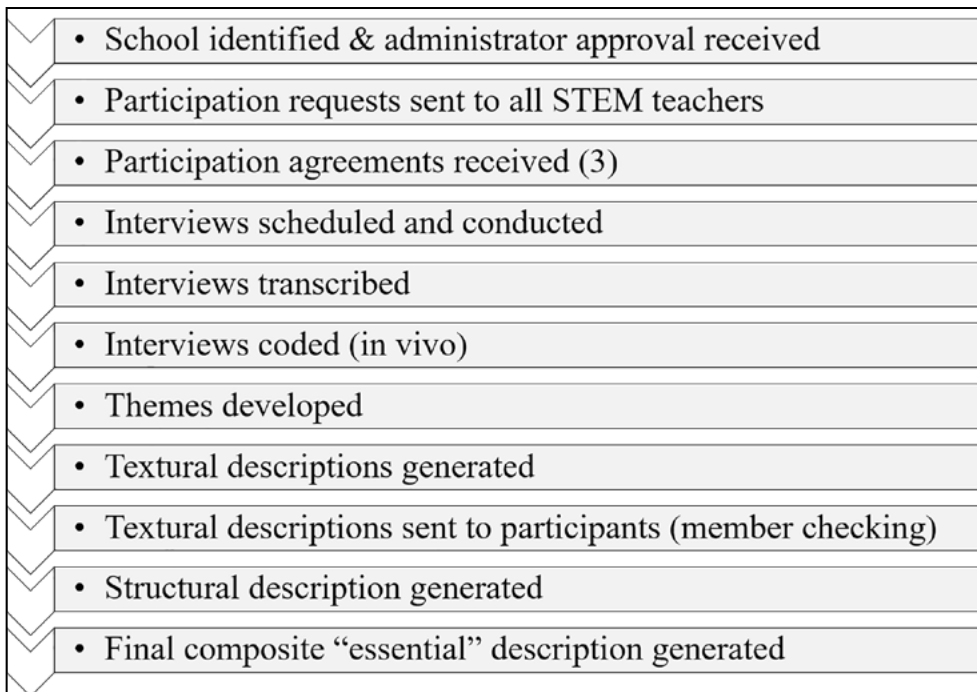 • School identified & administrator approval received
• Participation requests sent to all STEM teachers
• Participation agreements received (3)
• Interviews scheduled and conducted
• Interviews transcribed
• Interviews coded (in vivo)
• Themes developed
• Textural descriptions generated
• Textural descriptions sent to participants (member checking)
• Structural description generated
• Final composite “essential” description generated